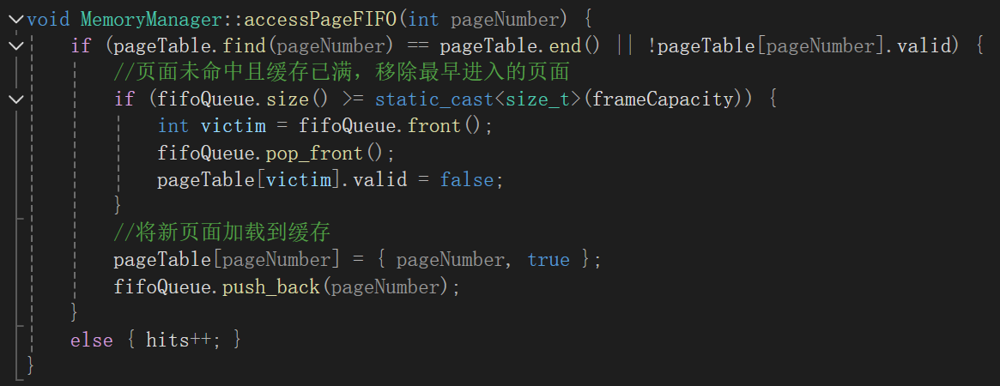 void MemoryManager::accessPageFIFO(int pageNumber) {
    if (pageTable.find(pageNumber) == pageTable.end() || !pageTable[pageNumber].valid) {
        //页面未命中且缓存已满，移除最早进入的页面
        if (fifoQueue.size() >= static_cast<size_t>(frameCapacity)) {
            int victim = fifoQueue.front();
            fifoQueue.pop_front();
            pageTable[victim].valid = false;
        }
        //将新页面加载到缓存
        pageTable[pageNumber] = { pageNumber, true };
        fifoQueue.push_back(pageNumber);
    }
    else { hits++; }
}